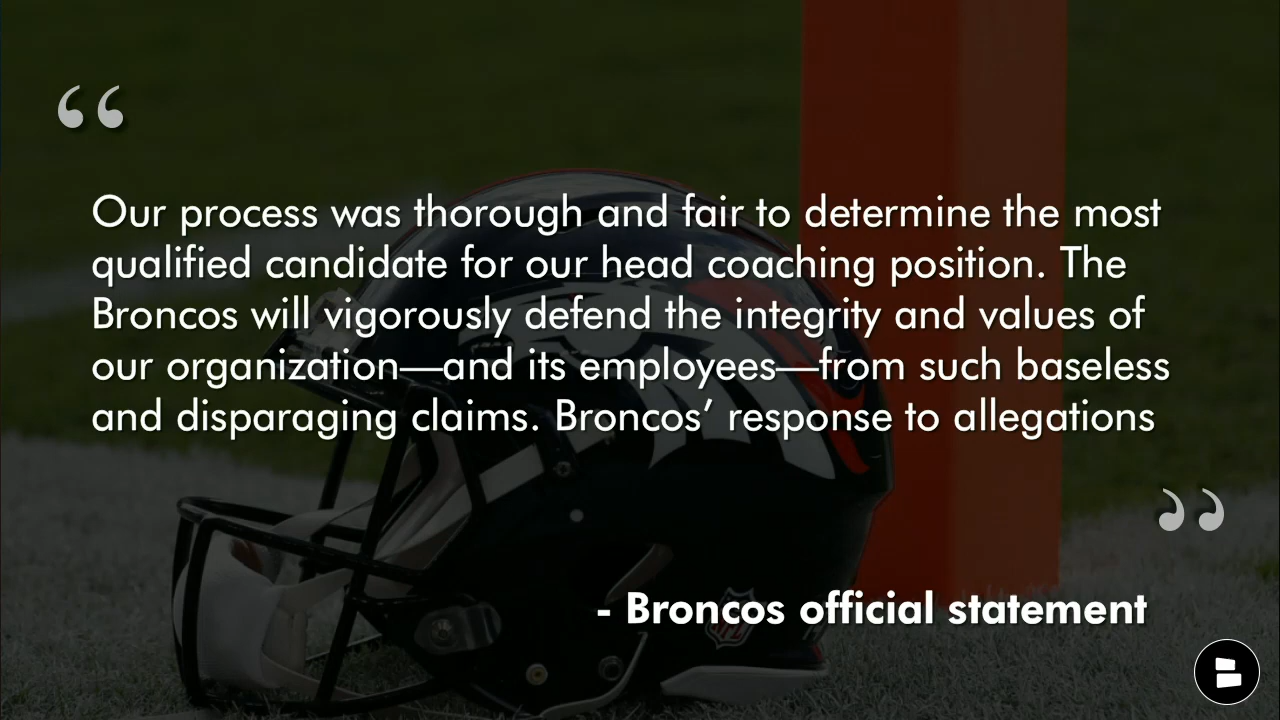 “
Our process was thorough and fair to determine the most
qualified candidate for our head coaching position. The
Broncos will vigorously defend the integrity and values of
our organization—and its employees—from such baseless
and disparaging claims. Broncos’ response to allegations
”
- Broncos official statement
NFL